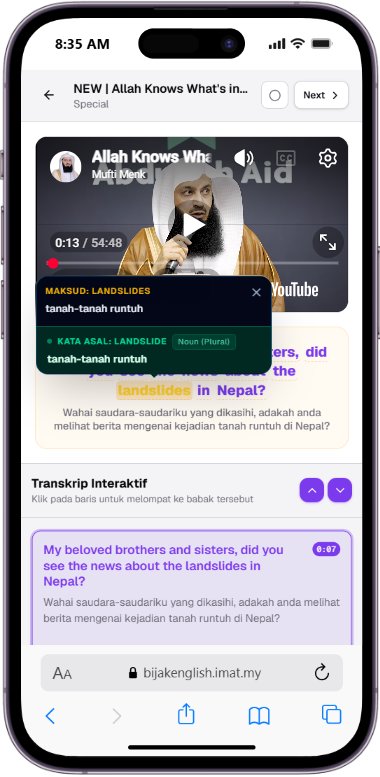 8:35 AM
NEW | Allah Knows What's in...
Special
Next
Allah Knows Wha
Mufti Menk
Aid
0:13 / 54:48
YouTube
MAKSUD: LANDSLIDES
tanah-tanah runtuh
KATA ASAL: LANDSLIDE Noun (Plural)
tanah-tanah runtuh
did
the
landslides in Nepal?
Wahai saudara-saudariku yang dikasihi, adakah anda
melihat berita mengenai kejadian tanah runtuh di Nepal?
Transkrip Interaktif
Klik pada baris untuk melompat ke babak tersebut
My beloved brothers and sisters, did you
0:07
see the news about the landslides in
Nepal?
Wahai saudara-saudariku yang dikasihi, adakah anda melihat
berita mengenai kejadian tanah runtuh di Nepal?
AA
bijakenglish.imat.my